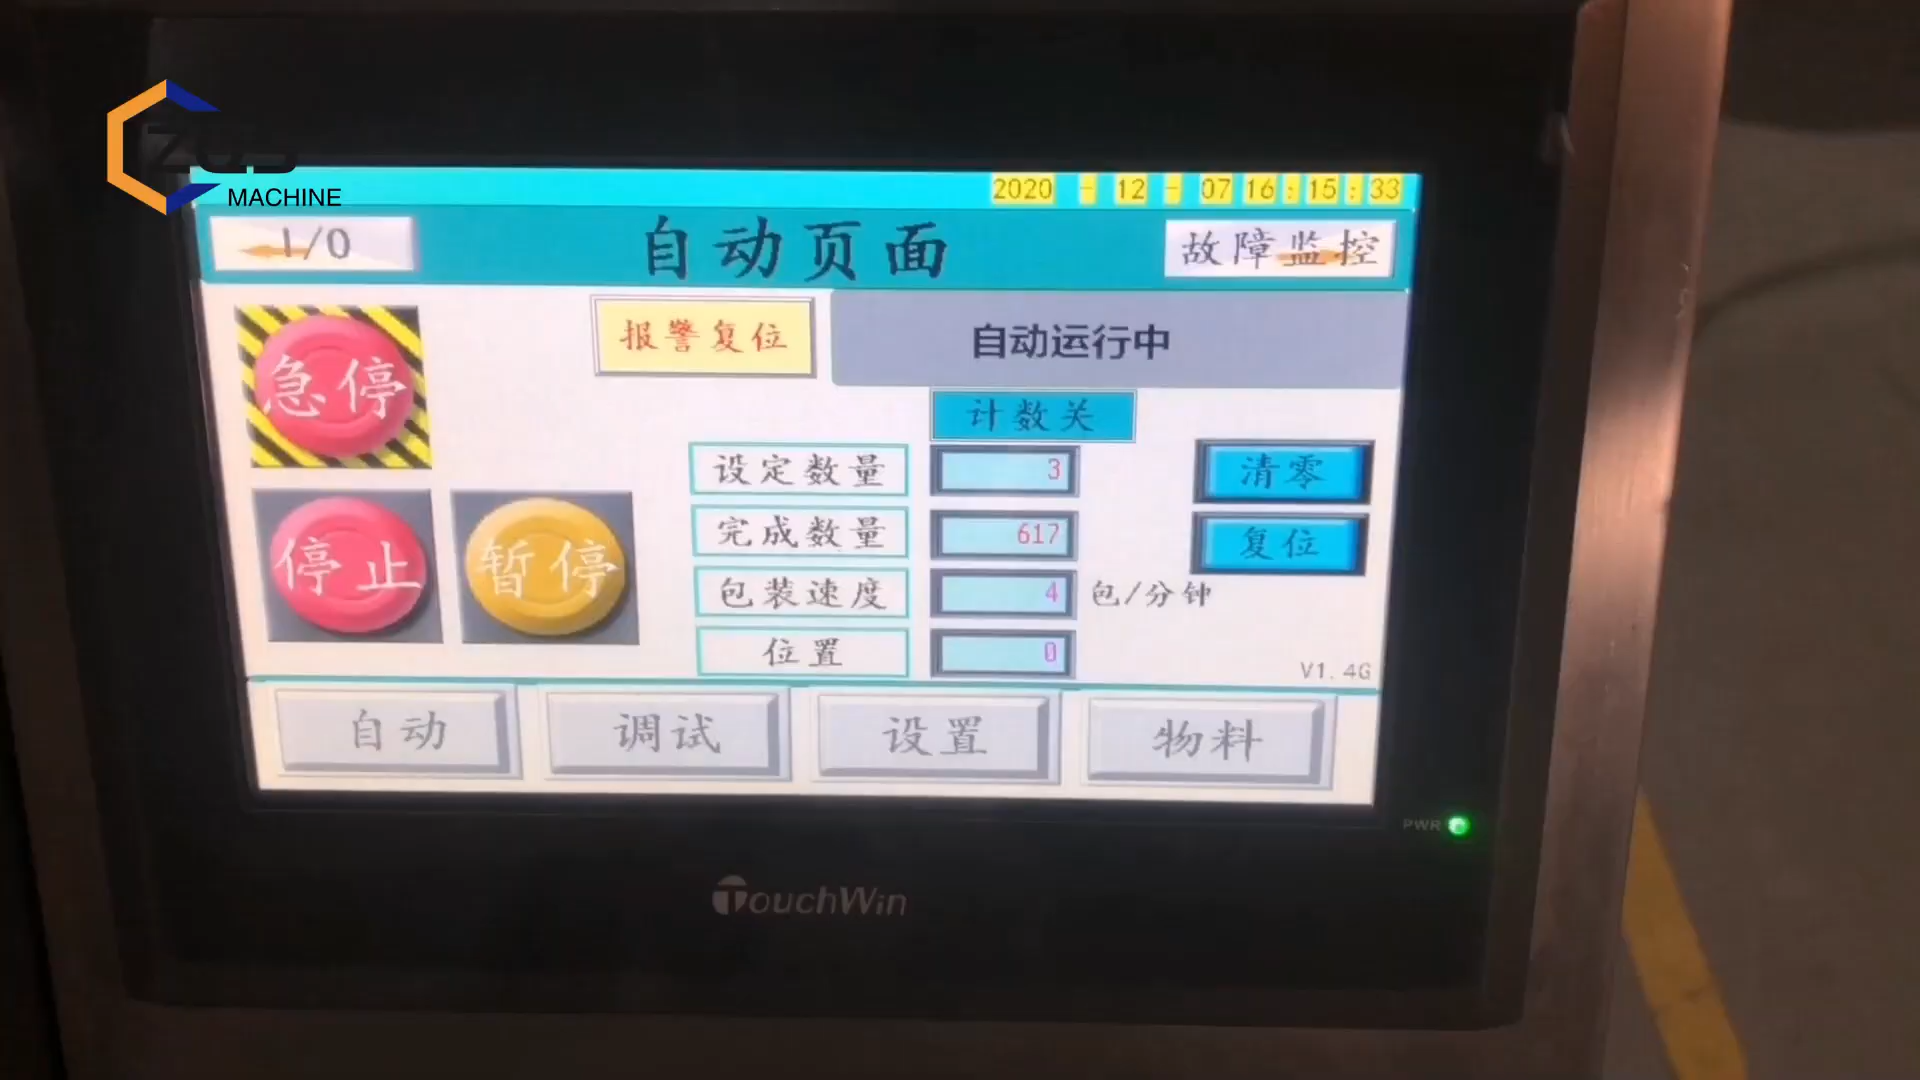 ZQS
MACHINE
2020 - 12 - 07 16:15:33
I/O
自动页面
故障监控
急停
报警复位
自动运行中
计数关
设定数量 3
清零
完成数量 617
复位
停止
暂停
包装速度 4 包/分钟
位置 0
V1.4G
自动
调试
设置
物料
PWR
TouchWin